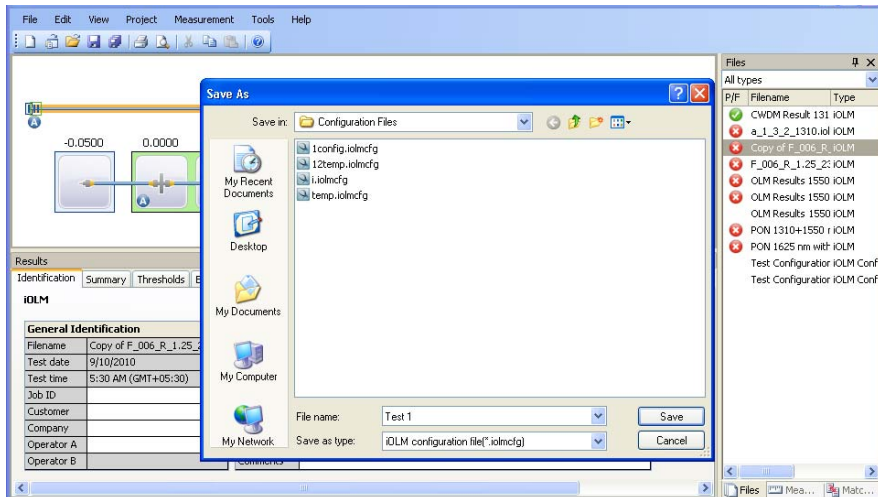 File Edit View Project Measurement Tools Help
-0.0500 0.0000
A
A
Results
Identification Summary Thresholds
iOLM
General Identification
Filename Copy of F_006_R_1.25_
Test date 9/10/2010
Test time 5:30 AM (GMT+05:30)
Job ID
Customer
Company
Operator A
Operator B
Comments
Save As
Save in: Configuration Files
My Recent Documents
Desktop
My Documents
My Computer
My Network
1config.iolmcfg
12temp.iolmcfg
i.iolmcfg
temp.iolmcfg
File name: Test 1 Save
Save as type: iOLM configuration file(*.iolmcfg) Cancel
Files
All types
P/F Filename Type
CWDM Result 131 iOLM
a_1_3_2_1310.iol iOLM
Copy of F_006_R_ iOLM
F_006_R_1.25_23 iOLM
OLM Results 1550 iOLM
OLM Results 1550 iOLM
OLM Results 1550 iOLM
PON 1310+1550 r iOLM
PON 1625 nm with iOLM
Test Configuration iOLM Conf
Test Configuration iOLM Conf
Files Mea... Matc...